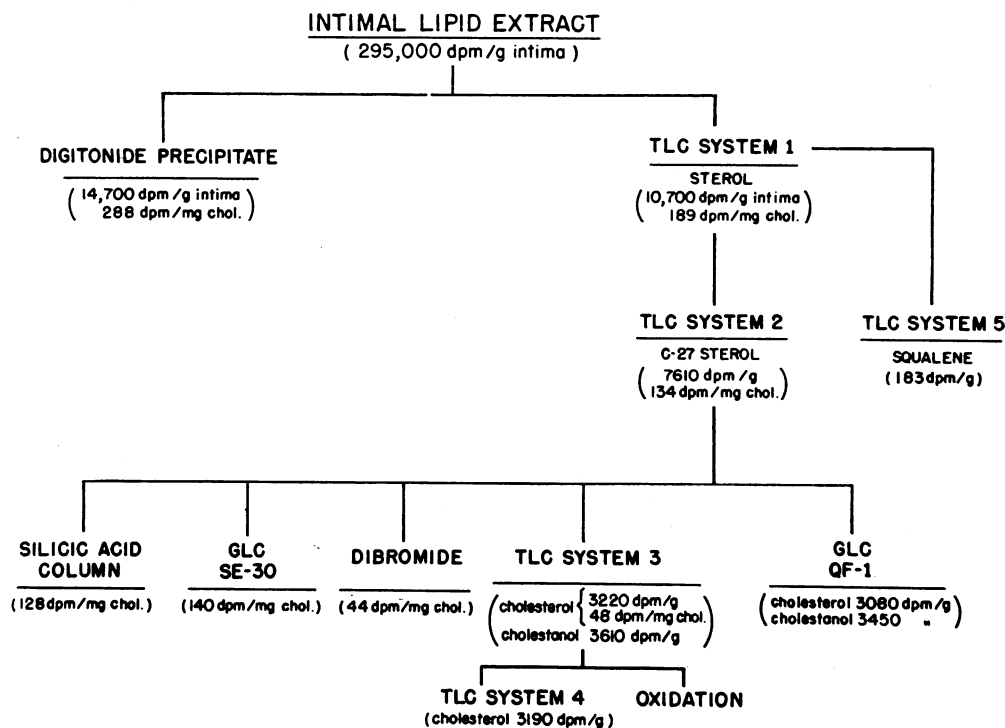 INTIMAL LIPID EXTRACT
(295,000 dpm/g intima)
DIGITONIDE PRECIPITATE
(14,700 dpm/g intima
288 dpm/mg chol.)
TLC SYSTEM 1
STEROL
(10,700 dpm/g intima
189 dpm/mg chol.)
TLC SYSTEM 2
C-27 STEROL
(7610 dpm/g
134 dpm/mg chol.)
TLC SYSTEM 5
SQUALENE
(183 dpm/g)
SILICIC ACID
COLUMN
(128 dpm/mg chol.)
GLC
SE-30
(140 dpm/mg chol.)
DIBROMIDE
(44 dpm/mg chol.)
TLC SYSTEM 3
(cholesterol { 3220 dpm/g
48 dpm/mg chol.
cholestanol 3610 dpm/g)
GLC
QF-1
(cholesterol 3080 dpm/g
cholestanol 3450 ")
TLC SYSTEM 4
(cholesterol 3190 dpm/g)
OXIDATION